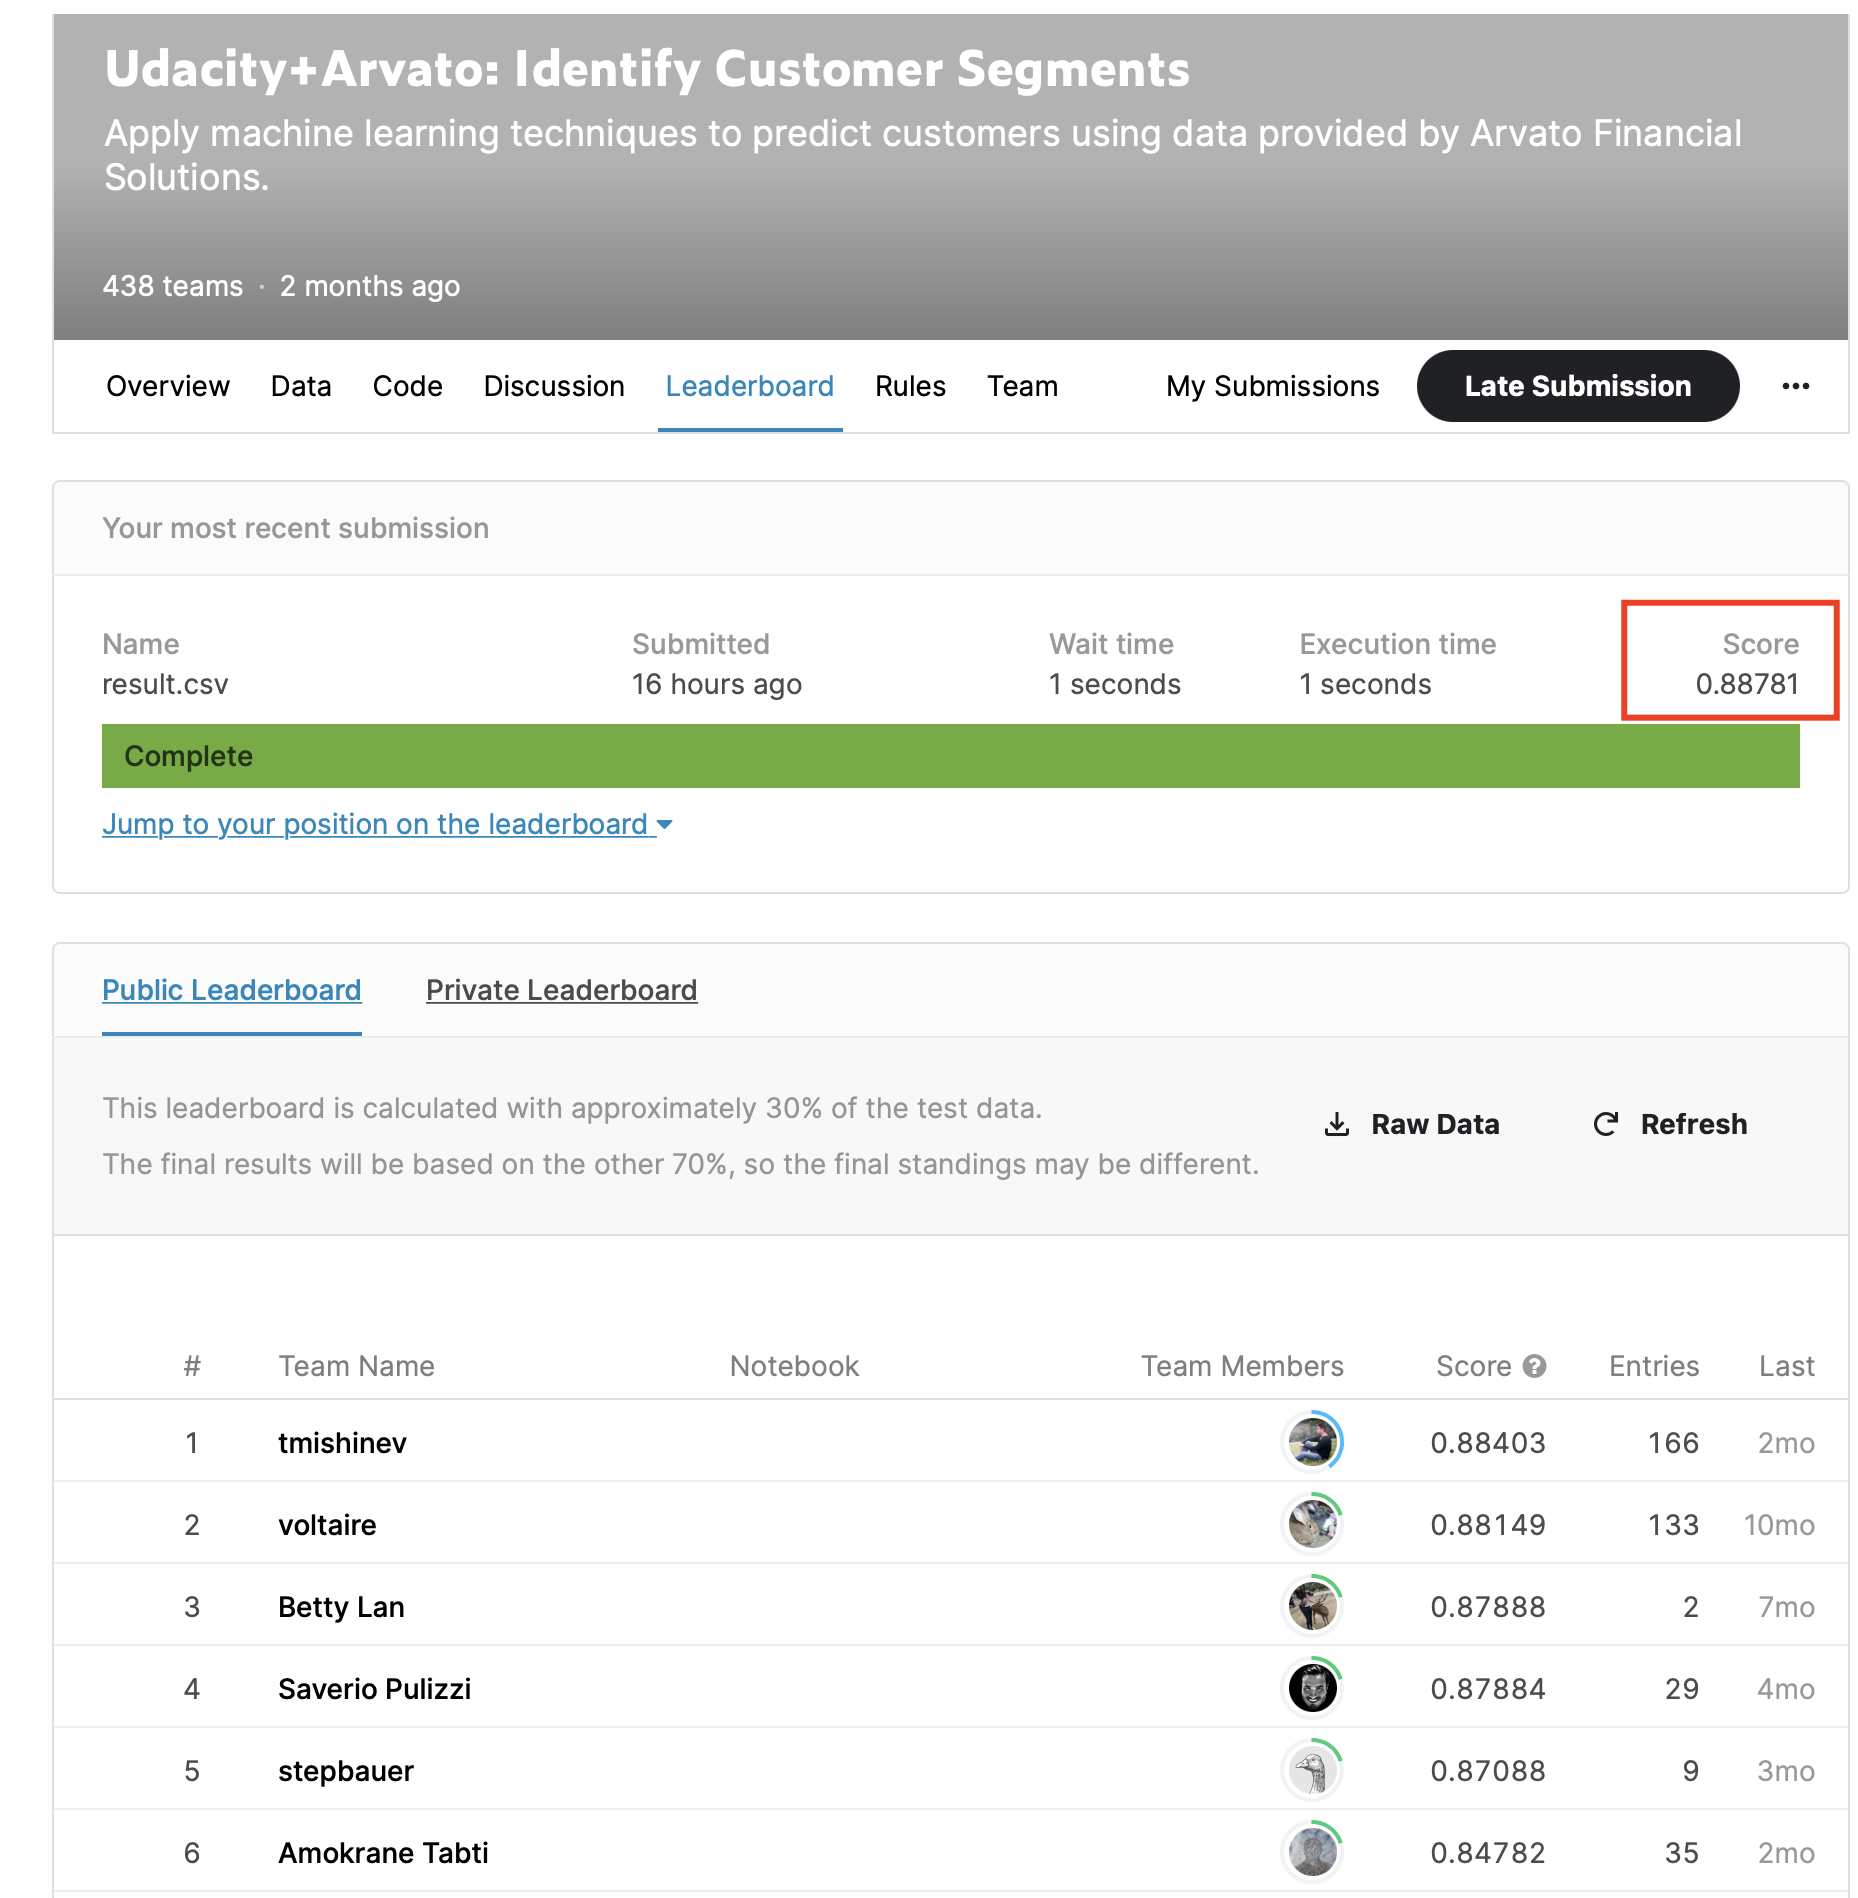 Udacity+Arvato: Identify Customer Segments
Apply machine learning techniques to predict customers using data provided by Arvato Financial
Solutions.
438 teams · 2 months ago
Overview Data Code Discussion Leaderboard Rules Team My Submissions Late Submission ···
Your most recent submission
Name Submitted Wait time Execution time Score
result.csv 16 hours ago 1 seconds 1 seconds 0.88781
Complete
Jump to your position on the leaderboard
Public Leaderboard Private Leaderboard
This leaderboard is calculated with approximately 30% of the test data.
The final results will be based on the other 70%, so the final standings may be different.
Raw Data Refresh
# Team Name Notebook Team Members Score ? Entries Last
1 tmishinev 0.88403 166 2mo
2 voltaire 0.88149 133 10mo
3 Betty Lan 0.87888 2 7mo
4 Saverio Pulizzi 0.87884 29 4mo
5 stepbauer 0.87088 9 3mo
6 Amokrane Tabti 0.84782 35 2mo